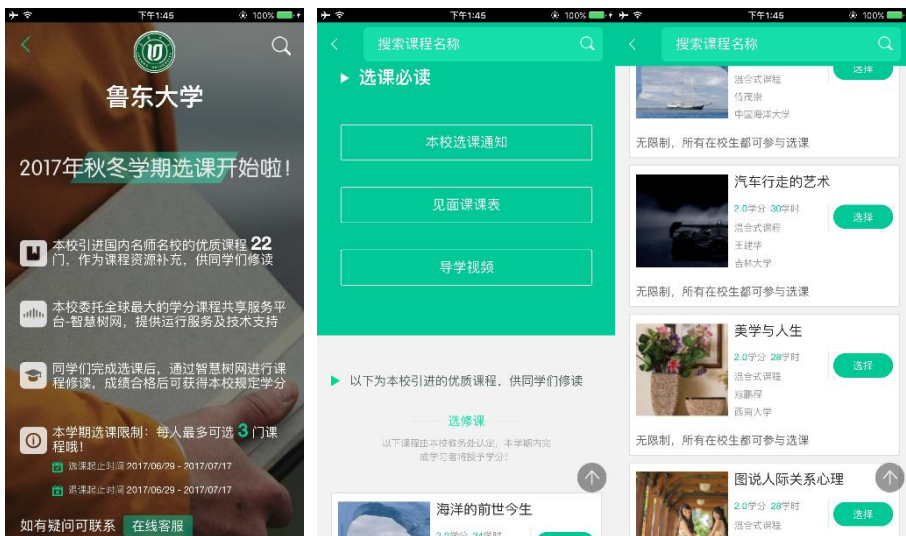 下午1:45
100%
鲁东大学
2017年秋冬学期选课开始啦!
本校引进国内名师名校的优质课程 22
门，作为课程资源补充，供同学们修读
本校委托全球最大的学分课程共享服务平
台-智慧树网，提供运行服务及技术支持
同学们完成选课后，通过智慧树网进行课
程修读，成绩合格后可获得本校规定学分
本学期选课限制：每人最多可选 3 门课
程哦!
选课起止时间 2017/06/29 - 2017/07/17
退课起止时间 2017/06/29 - 2017/07/17
如有疑问可联系 在线客服
下午1:45
100%
搜索课程名称
选课必读
本校选课通知
见面课课表
导学视频
以下为本校引进的优质课程，供同学们修读
选修课
以下课程由本校教务处认定，本学期内完
成学习者将授予学分!
海洋的前世今生
2.0学分 24学时
下午1:45
100%
搜索课程名称
选择
混合式课程
中国海洋大学
无限制，所有在校生都可参与选课
汽车行走的艺术
2.0学分 30学时
选择
混合式课程
王建华
吉林大学
无限制，所有在校生都可参与选课
美学与人生
2.0学分 28学时
选择
混合式课程
寇鹏程
西南大学
无限制，所有在校生都可参与选课
图说人际关系心理
2.0学分 28学时
选择
混合式课程